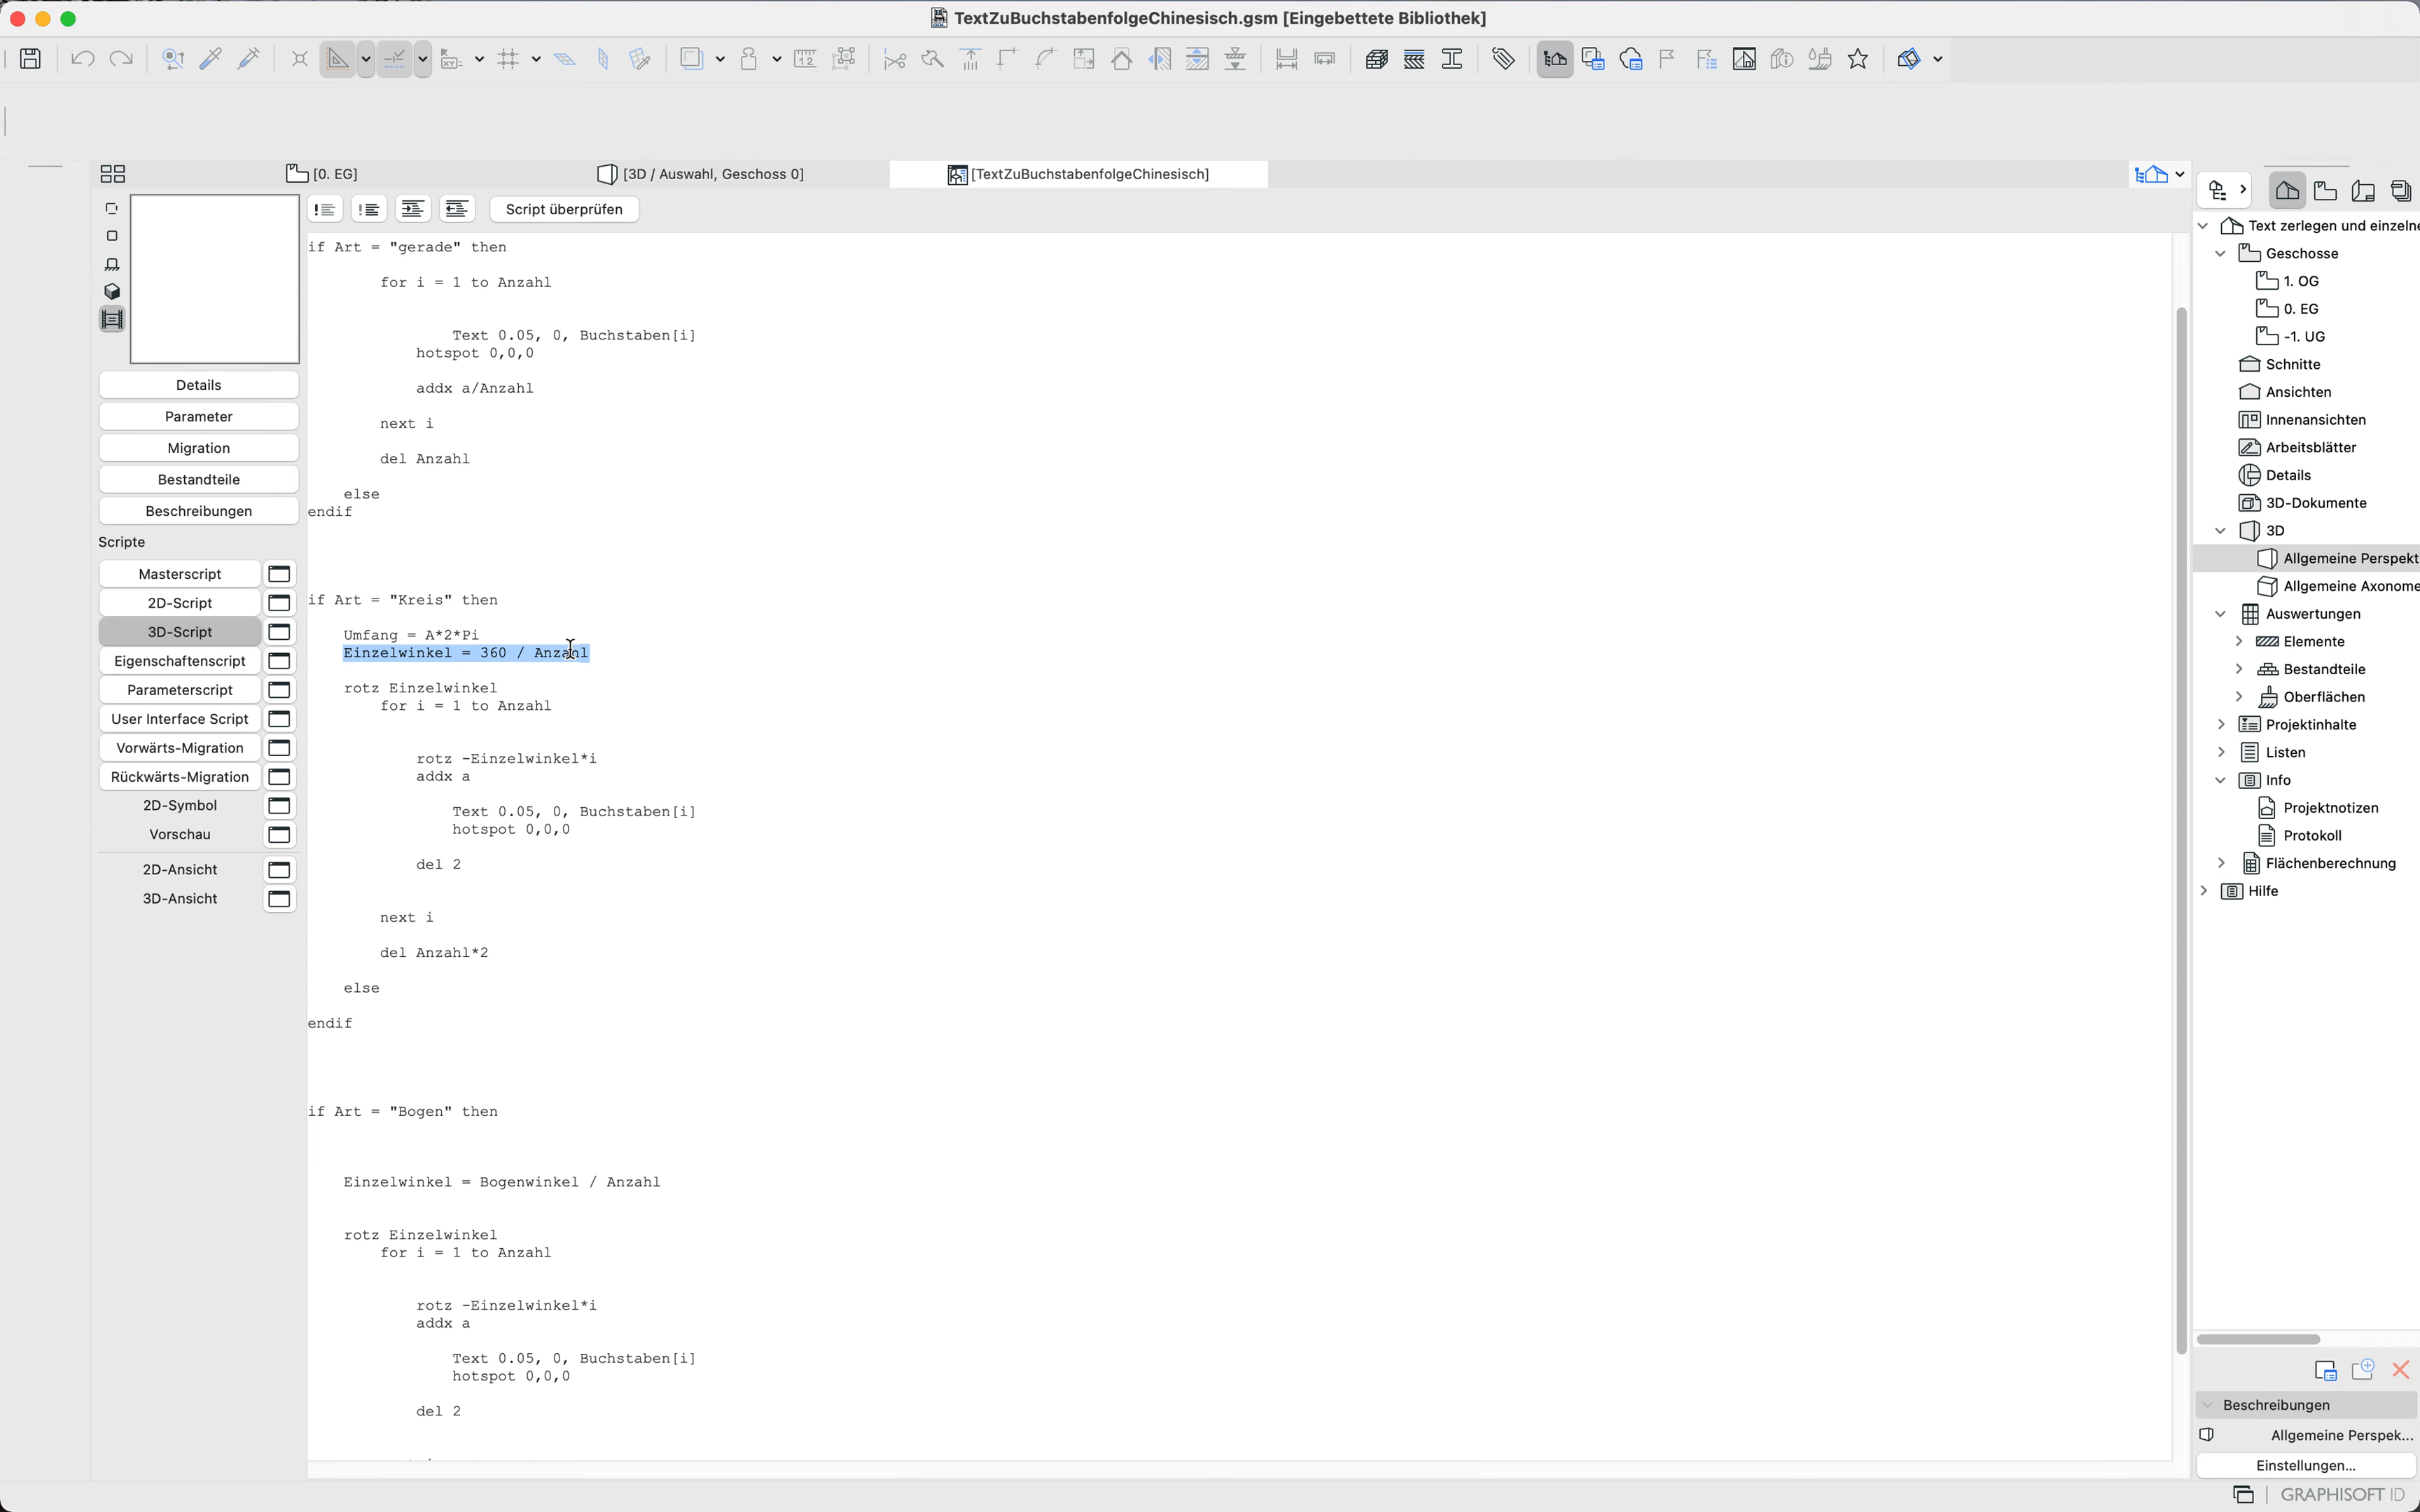 TextZuBuchstabenfolgeChinesisch.gsm [Eingebettete Bibliothek]
[0. EG]
[3D / Auswahl, Geschoss 0]
[TextZuBuchstabenfolgeChinesisch]
Script überprüfen
Details
Parameter
Migration
Bestandteile
Beschreibungen
Scripte
Masterscript
2D-Script
3D-Script
Eigenschaftenscript
Parameterscript
User Interface Script
Vorwärts-Migration
Rückwärts-Migration
2D-Symbol
Vorschau
2D-Ansicht
3D-Ansicht
if Art = "gerade" then
for i = 1 to Anzahl
Text 0.05, 0, Buchstaben[i]
hotspot 0,0,0
addx a/Anzahl
next i
del Anzahl
else
endif
if Art = "Kreis" then
Umfang = A*2*Pi
Einzelwinkel = 360 / Anzahl
rotz Einzelwinkel
for i = 1 to Anzahl
rotz -Einzelwinkel*i
addx a
Text 0.05, 0, Buchstaben[i]
hotspot 0,0,0
del 2
next i
del Anzahl*2
else
endif
if Art = "Bogen" then
Einzelwinkel = Bogenwinkel / Anzahl
rotz Einzelwinkel
for i = 1 to Anzahl
rotz -Einzelwinkel*i
addx a
Text 0.05, 0, Buchstaben[i]
hotspot 0,0,0
del 2
Text zerlegen und einzelne
Geschosse
1. OG
0. EG
-1. UG
Schnitte
Ansichten
Innenansichten
Arbeitsblätter
Details
3D-Dokumente
3D
Allgemeine Perspekt
Allgemeine Axonome
Auswertungen
Elemente
Bestandteile
Oberflächen
Projektinhalte
Listen
Info
Projektnotizen
Protokoll
Flächenberechnung
Hilfe
Beschreibungen
Allgemeine Perspek...
Einstellungen...
GRAPHISOFT ID